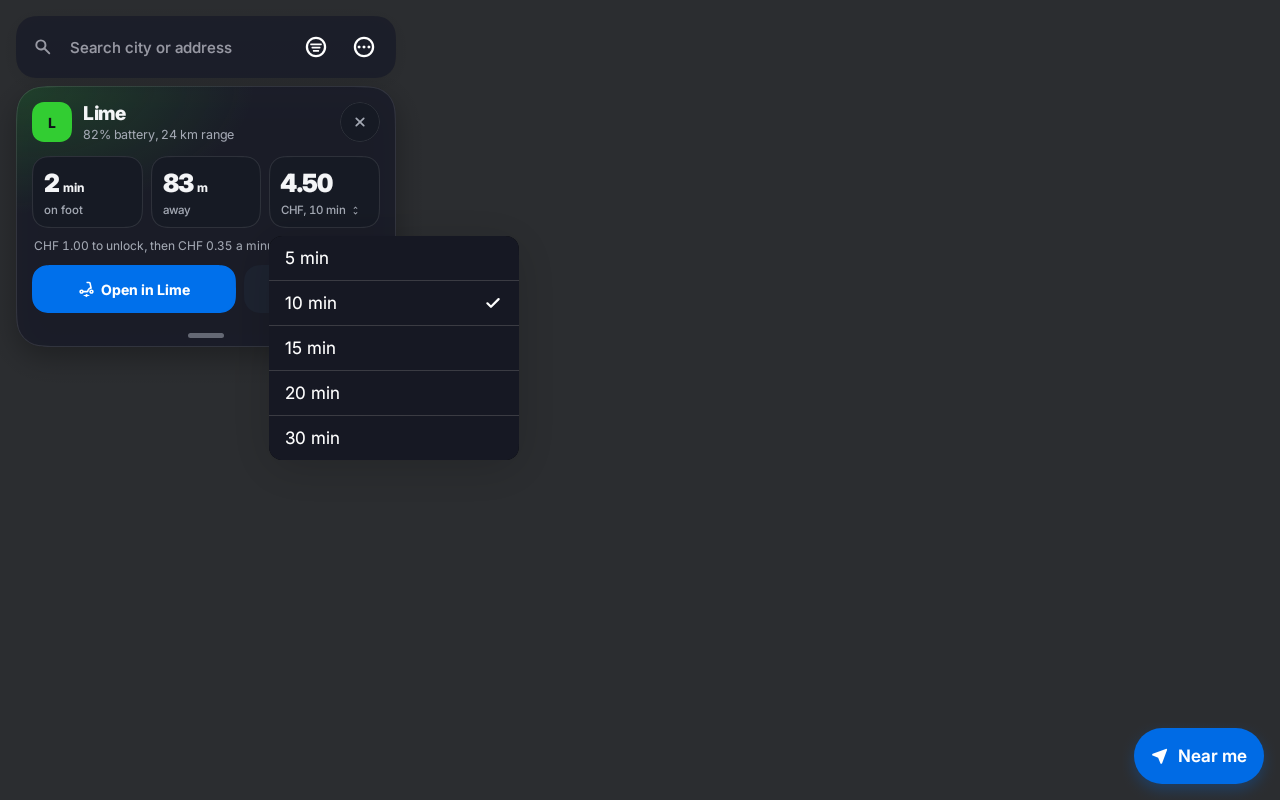 Search city or address
L
Lime
82% battery, 24 km range
2 min
on foot
83 m
away
4.50
CHF, 10 min
CHF 1.00 to unlock, then CHF 0.35 a
Open in Lime
5 min
10 min
15 min
20 min
30 min
Near me